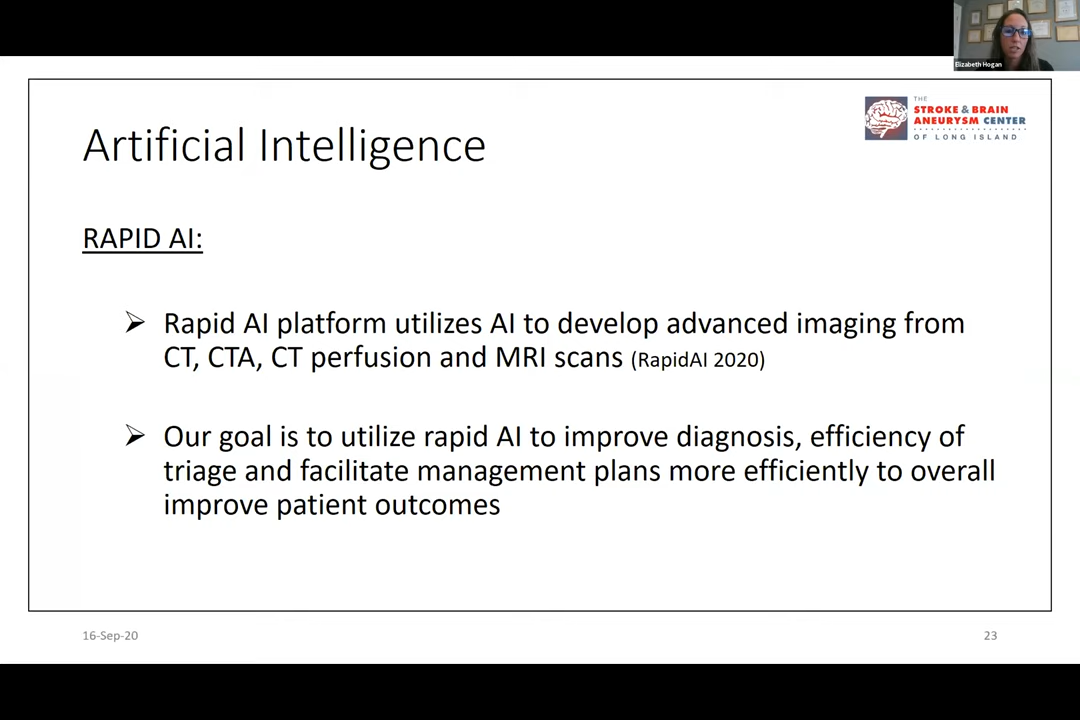 Elizabeth Hogan
THE
STROKE & BRAIN
ANEURYSM CENTER
OF LONG ISLAND
Artificial Intelligence
RAPID AI:
Rapid AI platform utilizes AI to develop advanced imaging from
CT, CTA, CT perfusion and MRI scans (RapidAI 2020)
Our goal is to utilize rapid AI to improve diagnosis, efficiency of
triage and facilitate management plans more efficiently to overall
improve patient outcomes
16-Sep-20
23